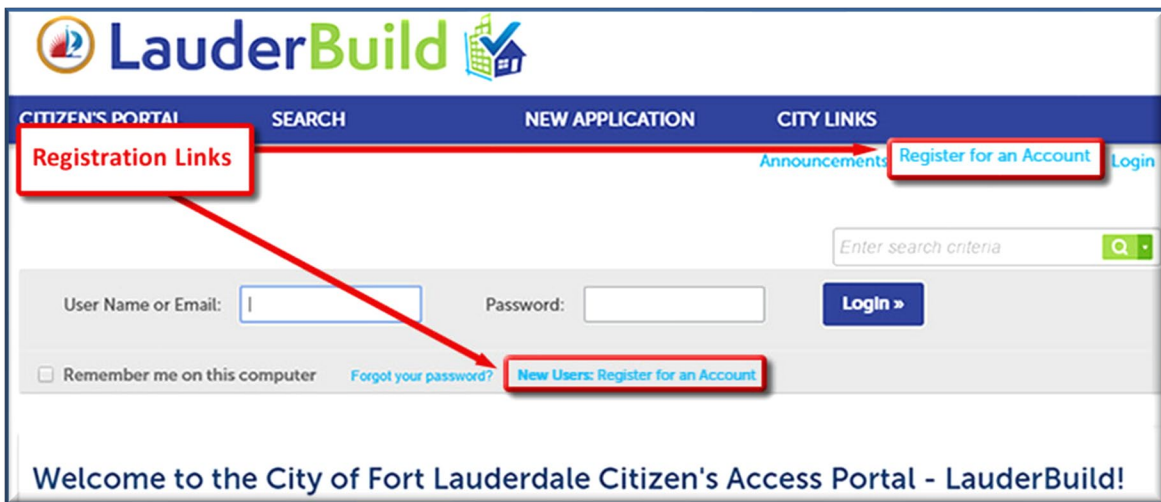 LauderBuild
CITIZEN'S PORTAL SEARCH NEW APPLICATION CITY LINKS
Registration Links
Announcements Register for an Account Login
Enter search criteria
User Name or Email: Password: Login »
Remember me on this computer Forgot your password? New Users: Register for an Account
Welcome to the City of Fort Lauderdale Citizen's Access Portal - LauderBuild!